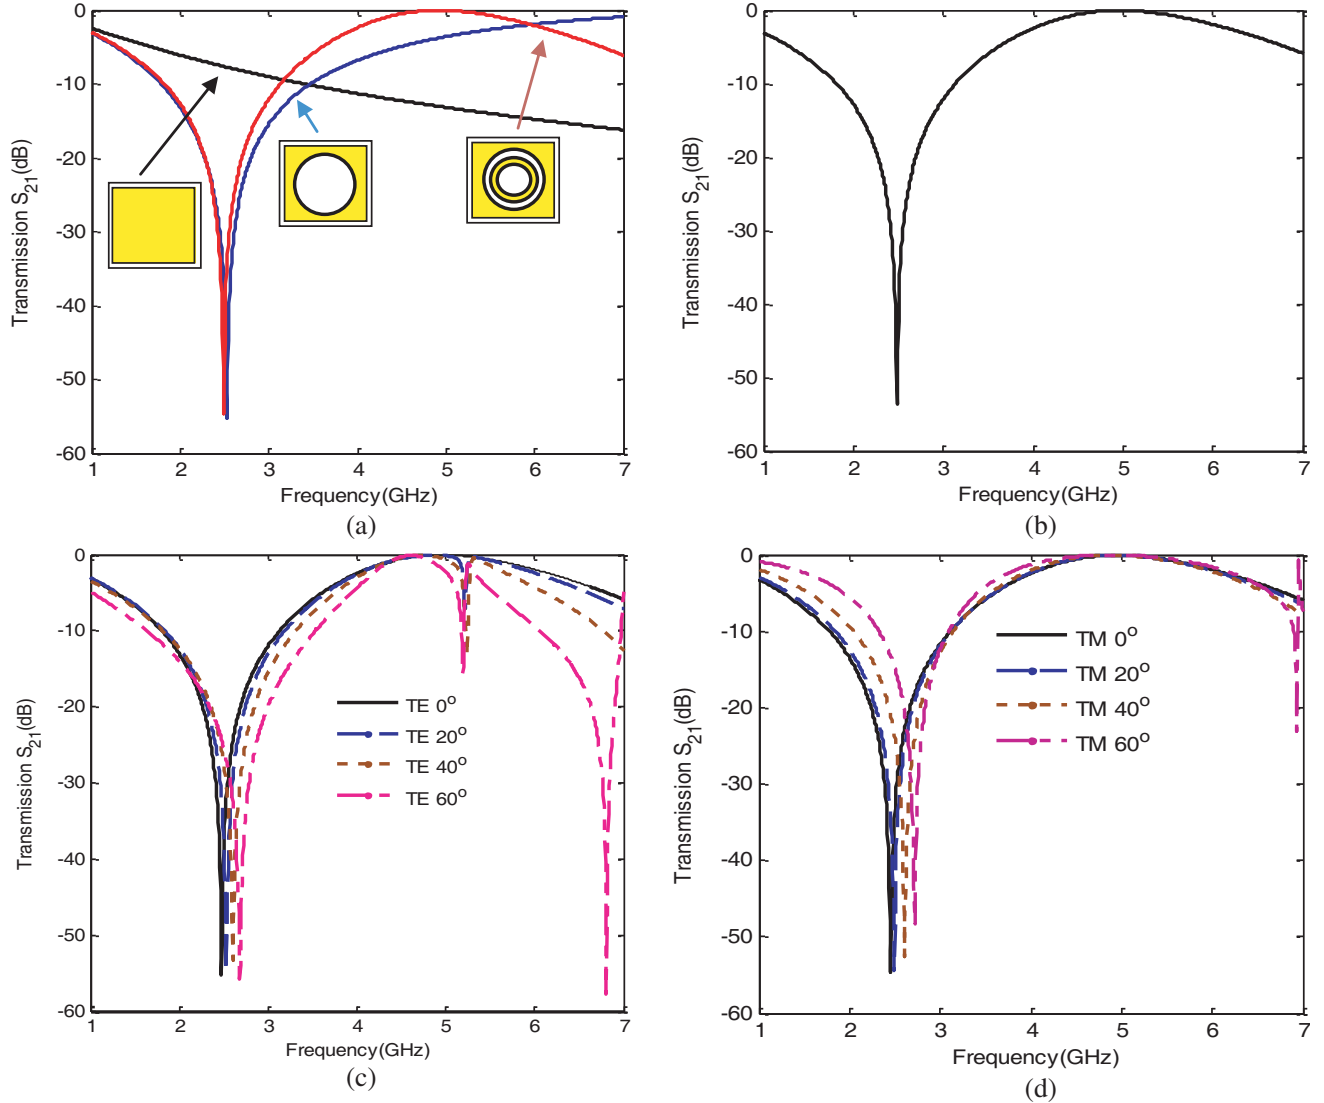 0
-10
-20
-30
-40
-50
-60
Transmission S21(dB)
1 2 3 4 5 6 7
Frequency(GHz)
(a)
0
-10
-20
-30
-40
-50
-60
Transmission S21(dB)
1 2 3 4 5 6 7
Frequency(GHz)
(b)
0
-10
-20
-30
-40
-50
-60
Transmission S21(dB)
TE 0°
TE 20°
TE 40°
TE 60°
1 2 3 4 5 6 7
Frequency(GHz)
(c)
0
-10
-20
-30
-40
-50
-60
Transmission S21(dB)
TM 0°
TM 20°
TM 40°
TM 60°
1 2 3 4 5 6 7
Frequency(GHz)
(d)